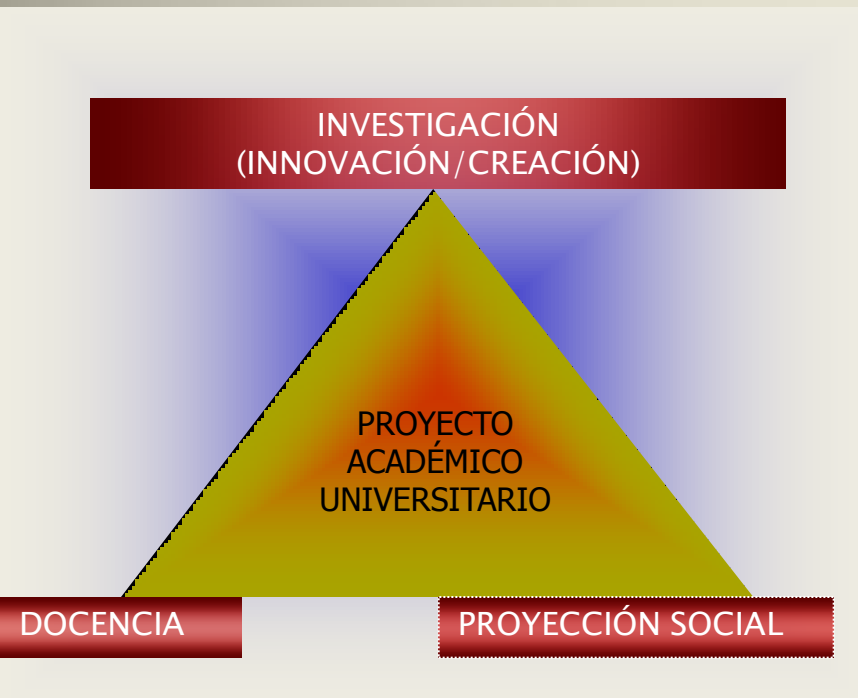 INVESTIGACIÓN
(INNOVACIÓN/CREACIÓN)
PROYECTO
ACADÉMICO
UNIVERSITARIO
DOCENCIA
PROYECCIÓN SOCIAL